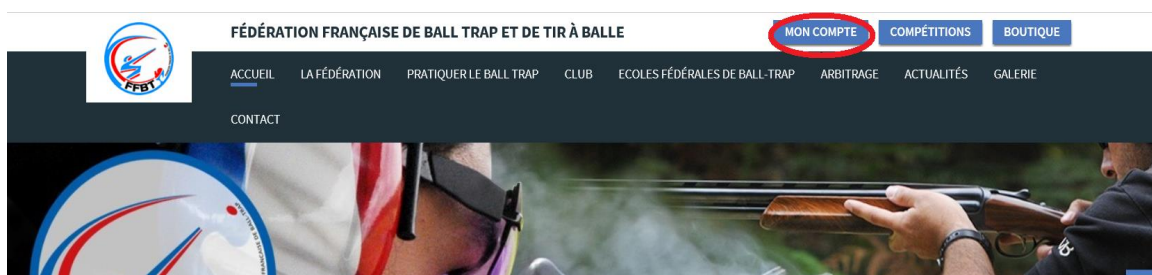 FÉDÉRATION FRANÇAISE DE BALL TRAP ET DE TIR À BALLE
MON COMPTE
COMPÉTITIONS
BOUTIQUE
FFBT
ACCUEIL LA FÉDÉRATION PRATIQUER LE BALL TRAP CLUB ECOLES FÉDÉRALES DE BALL-TRAP ARBITRAGE ACTUALITÉS GALERIE
CONTACT